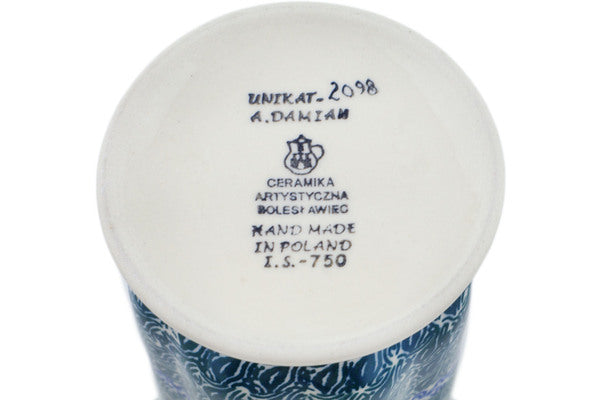 UNIKAT-2098
A.DAMIAN
CERAMIKA
ARTYSTYCZNA
BOLESŁAWIEC
HAND MADE
IN POLAND
I.S.-750